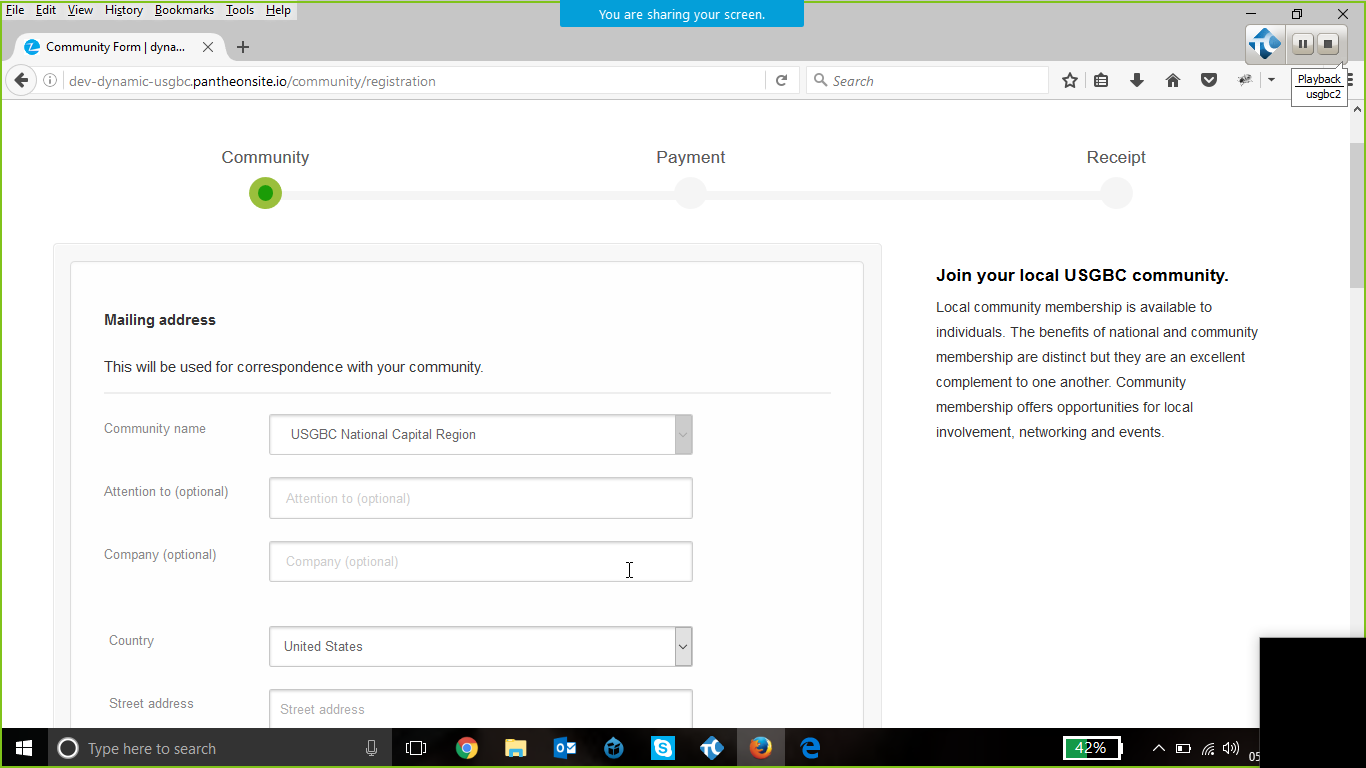 File Edit View History Bookmarks Tools Help
You are sharing your screen.
Community Form | dyna...
dev-dynamic-usgbc.pantheonsite.io/community/registration
Search
Playback
usgbc2
Community
Payment
Receipt
Mailing address
This will be used for correspondence with your community.
Community name
USGBC National Capital Region
Attention to (optional)
Attention to (optional)
Company (optional)
Company (optional)
Country
United States
Street address
Street address
Join your local USGBC community.
Local community membership is available to
individuals. The benefits of national and community
membership are distinct but they are an excellent
complement to one another. Community
membership offers opportunities for local
involvement, networking and events.
Type here to search
42%
05